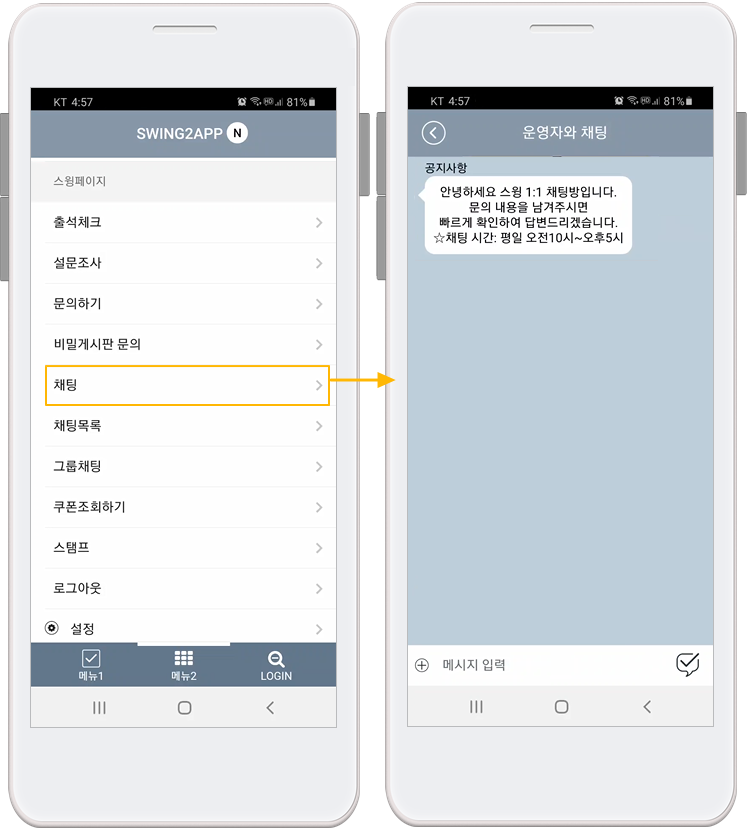 KT 4:57
81%
SWING2APP N
스윙페이지
출석체크
설문조사
문의하기
비밀게시판 문의
채팅
채팅목록
그룹채팅
쿠폰조회하기
스탬프
로그아웃
설정
메뉴1
메뉴2
LOGIN
KT 4:57
81%
운영자와 채팅
공지사항
안녕하세요 스윙 1:1 채팅방입니다.
문의 내용을 남겨주시면
빠르게 확인하여 답변드리겠습니다.
☆채팅 시간: 평일 오전10시~오후5시
메시지 입력